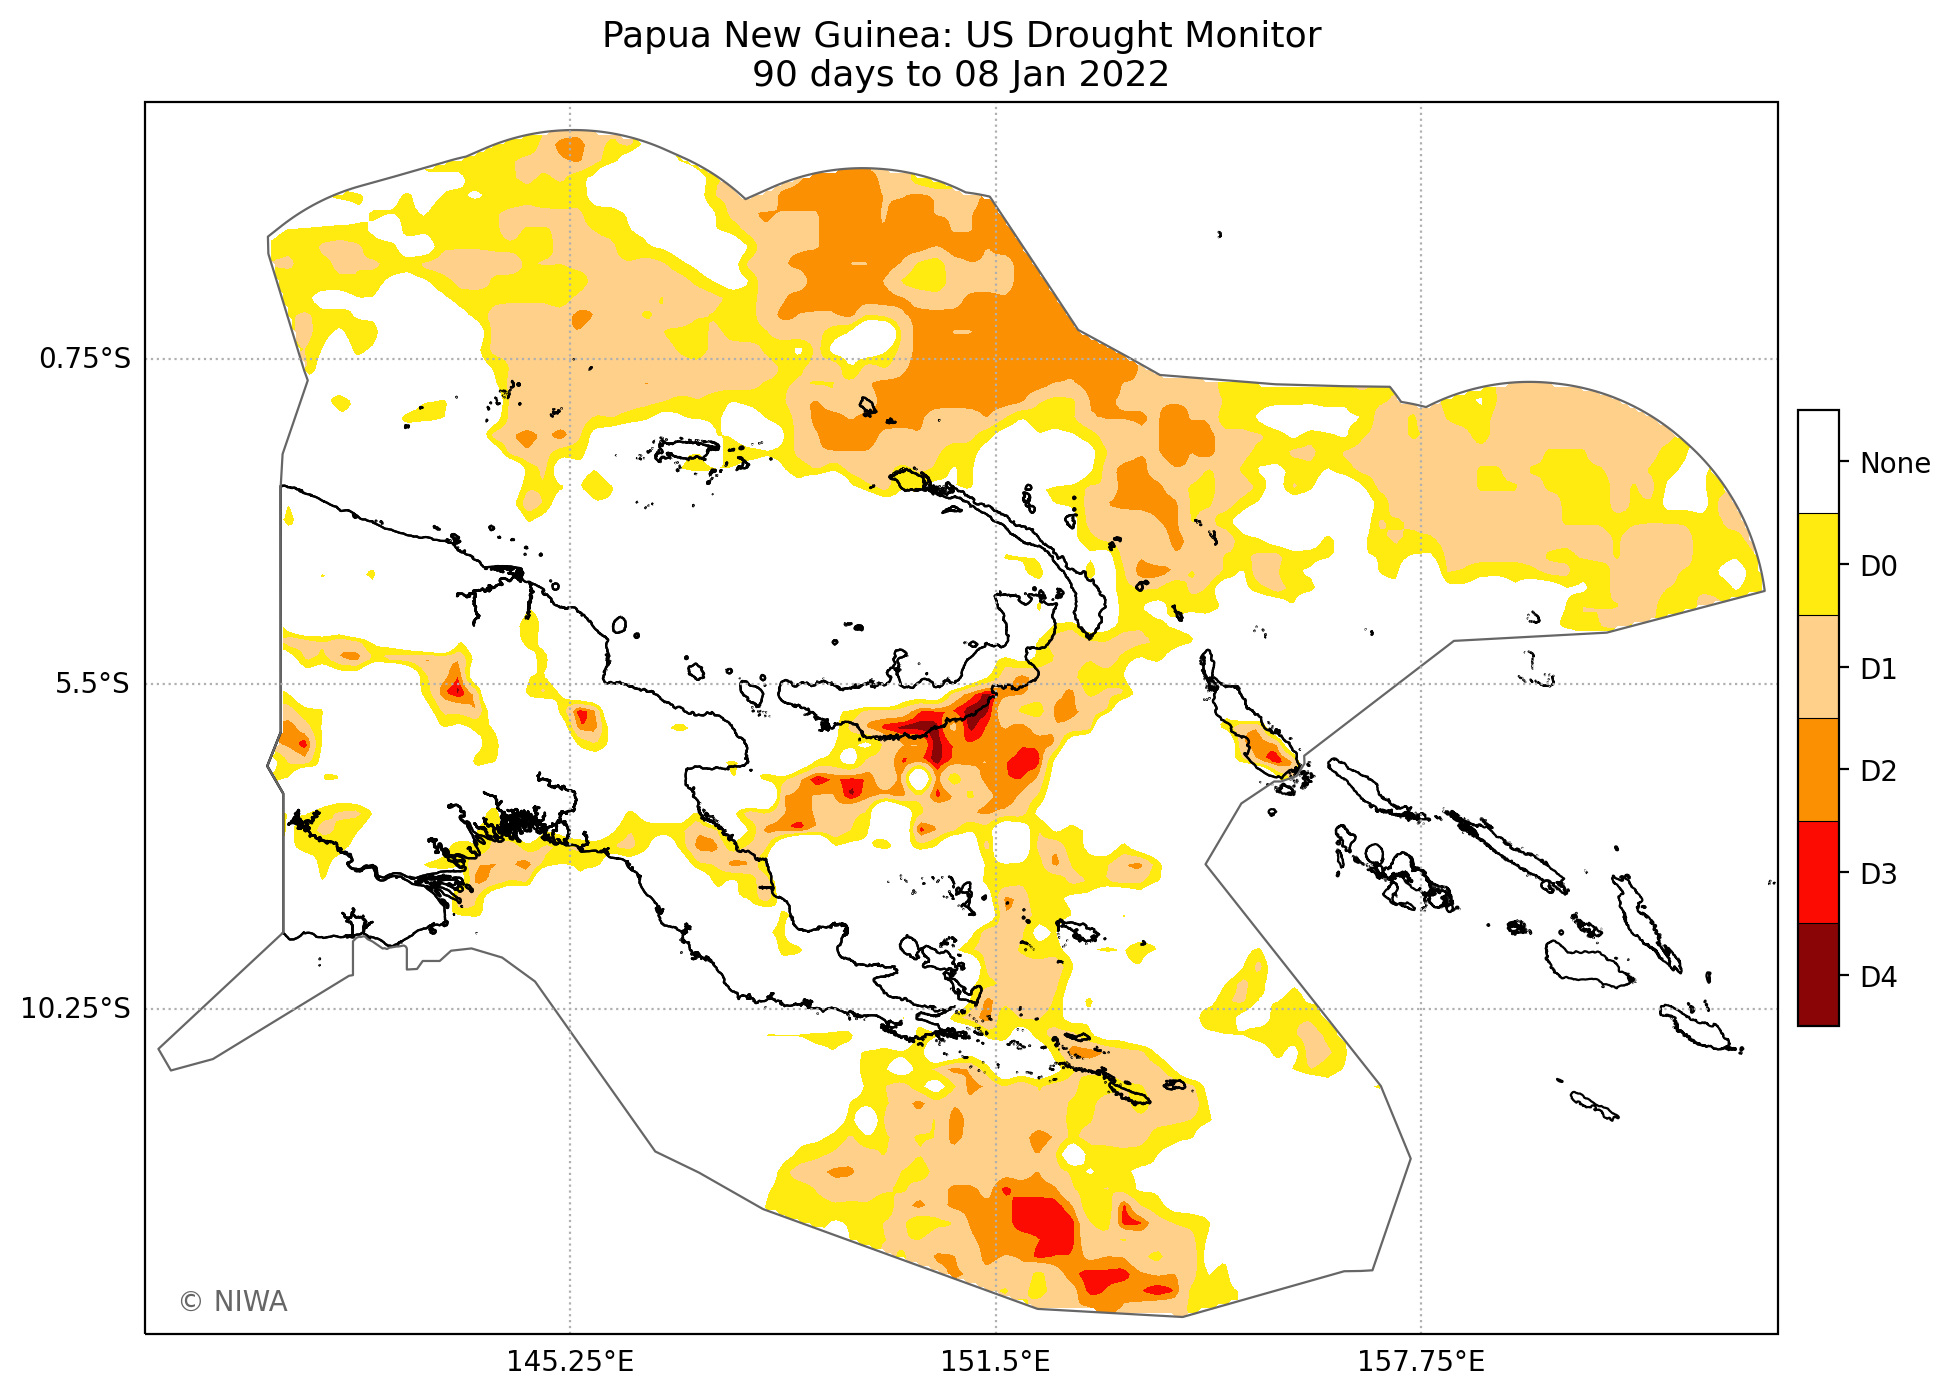 Papua New Guinea: US Drought Monitor
90 days to 08 Jan 2022
0.75°S
5.5°S
10.25°S
145.25°E
151.5°E
157.75°E
None
D0
D1
D2
D3
D4
© NIWA